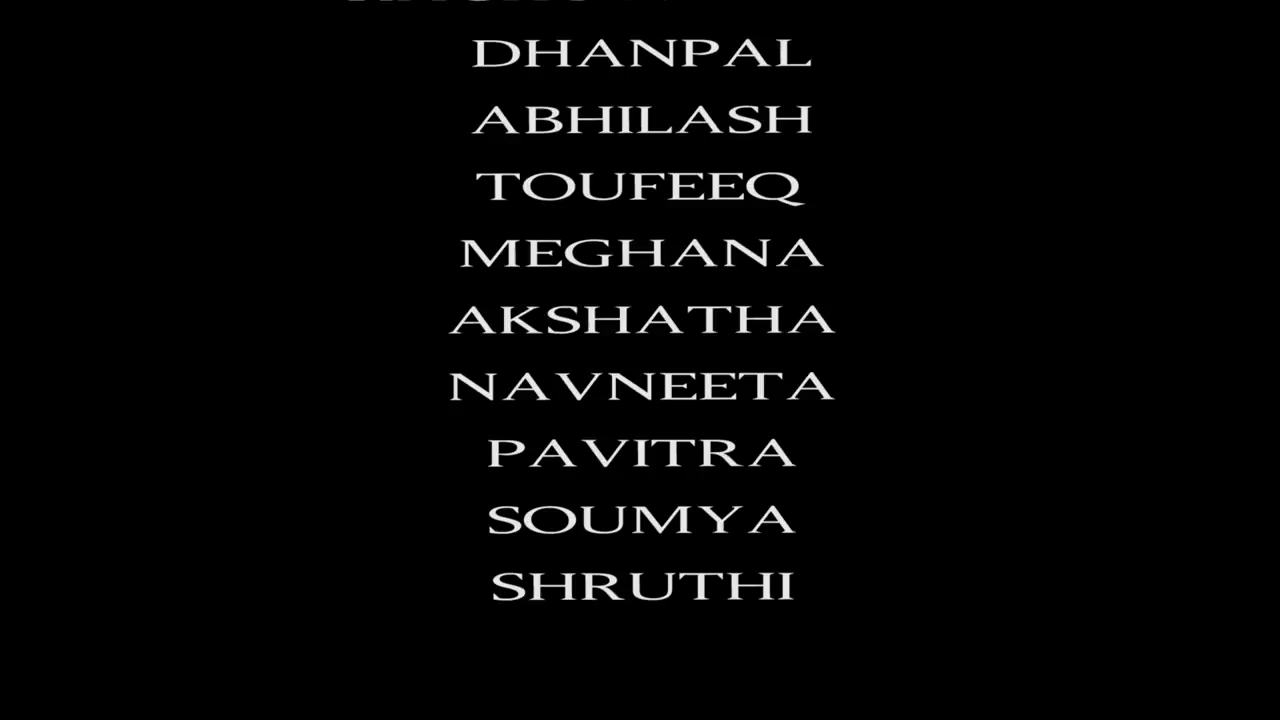 DHANPAL
ABHILASH
TOUFEEQ
MEGHANA
AKSHATHA
NAVNEETA
PAVITRA
SOUMYA
SHRUTHI